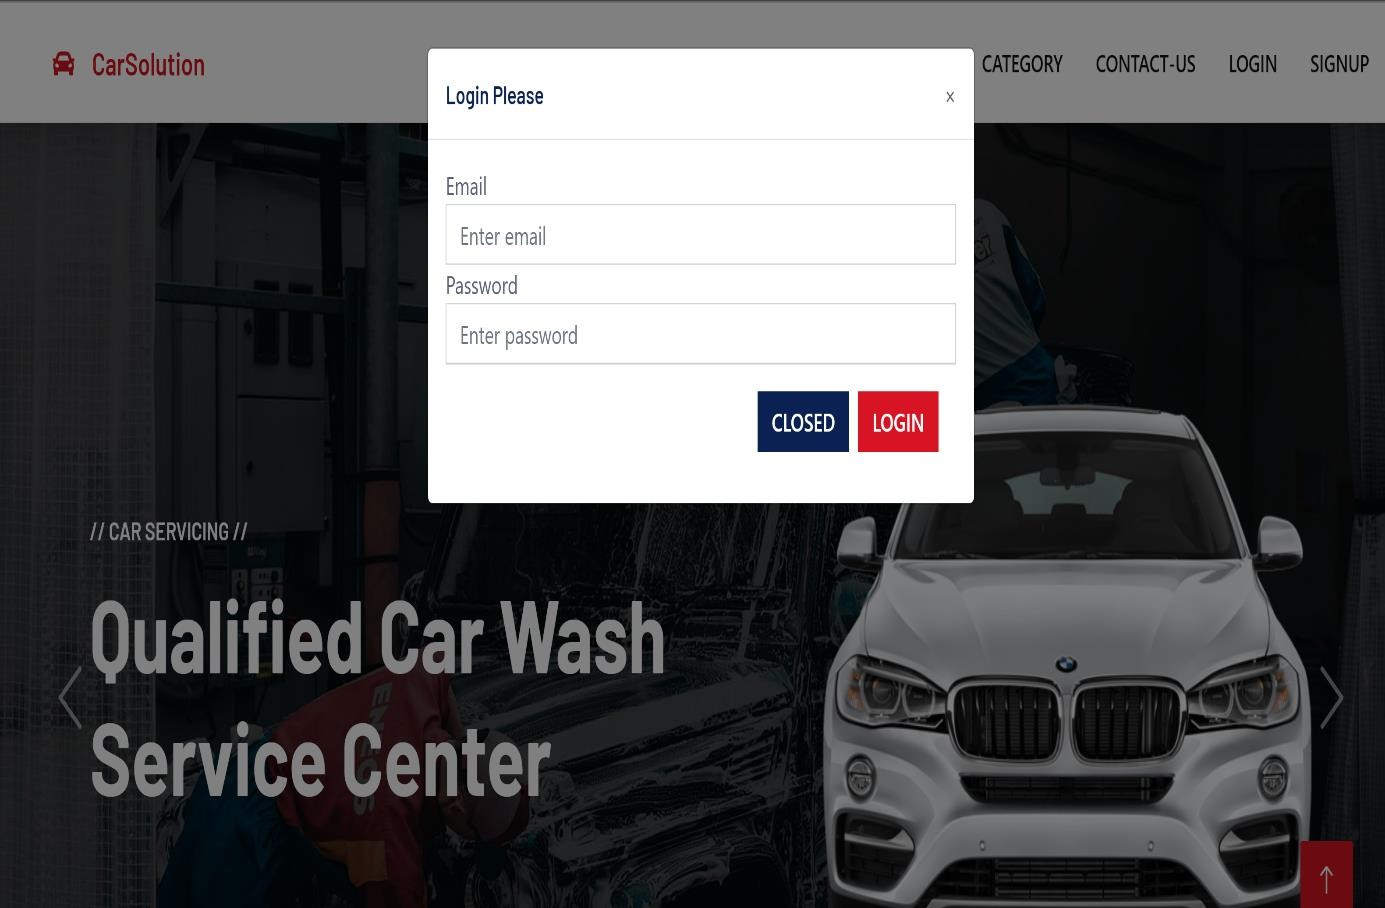 CarSolution
CATEGORY CONTACT-US LOGIN SIGNUP
Login Please
x
Email
Enter email
Password
Enter password
CLOSED LOGIN
// CAR SERVICING //
Qualified Car Wash
Service Center